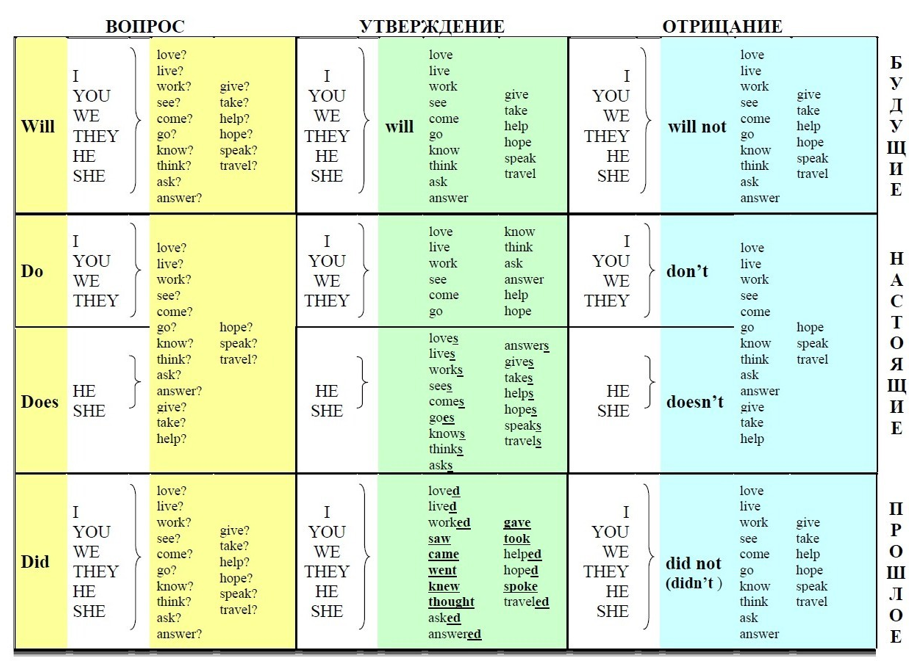 ВОПРОС
УТВЕРЖДЕНИЕ
ОТРИЦАНИЕ
Will
I
YOU
WE
THEY
HE
SHE
love?
live?
work?
see?
come?
go?
know?
think?
ask?
answer?
give?
take?
help?
hope?
speak?
travel?
I
YOU
WE
THEY
HE
SHE
will
love
live
work
see
come
go
know
think
ask
answer
give
take
help
hope
speak
travel
I
YOU
WE
THEY
HE
SHE
will not
love
live
work
see
come
go
know
think
ask
answer
give
take
help
hope
speak
travel
БУДУЩИЕ
Do
I
YOU
WE
THEY
Does
HE
SHE
love?
live?
work?
see?
come?
go?
know?
think?
ask?
answer?
give?
take?
help?
hope?
speak?
travel?
I
YOU
WE
THEY
love
live
work
see
come
go
know
think
ask
answer
help
hope
HE
SHE
loves
lives
works
sees
comes
goes
knows
thinks
asks
answers
gives
takes
helps
hopes
speaks
travels
I
YOU
WE
THEY
don't
HE
SHE
doesn't
love
live
work
see
come
go
know
think
ask
answer
give
take
help
hope
speak
travel
НАСТОЯЩИЕ
Did
I
YOU
WE
THEY
HE
SHE
love?
live?
work?
see?
come?
go?
know?
think?
ask?
answer?
give?
take?
help?
hope?
speak?
travel?
I
YOU
WE
THEY
HE
SHE
loved
lived
worked
saw
came
went
knew
thought
asked
answered
gave
took
helped
hoped
spoke
traveled
I
YOU
WE
THEY
HE
SHE
did not
(didn't )
love
live
work
see
come
go
know
think
ask
answer
give
take
help
hope
speak
travel
ПРОШЛОЕ